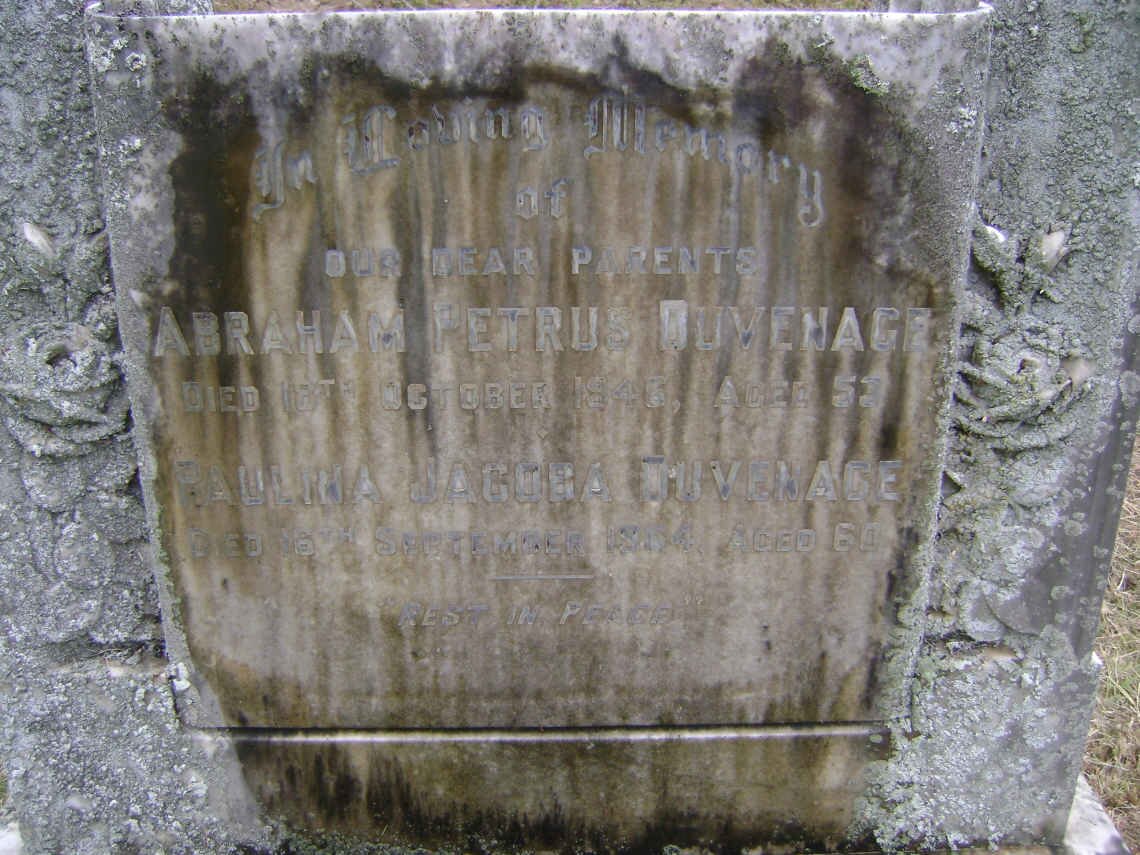 In Loving Memory
of
OUR DEAR PARENTS
ABRAHAM PETRUS DUVENAGE
DIED 18TH OCTOBER 1946, AGED 53
PAULINA JACOBA DUVENAGE
DIED 16TH SEPTEMBER 1964, AGED 60
"REST IN PEACE"